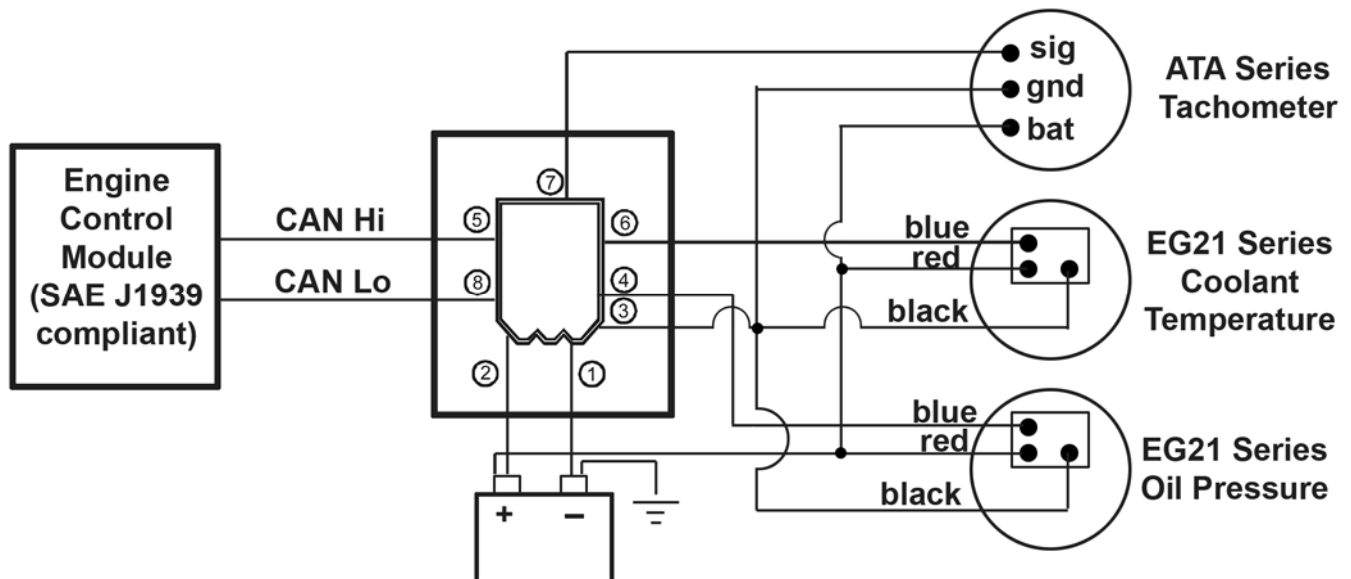 Engine
Control
Module
(SAE J1939
compliant)
CAN Hi
CAN Lo
7
5
6
8
4
3
2
1
+
−
sig
gnd
bat
ATA Series
Tachometer
blue
red
black
EG21 Series
Coolant
Temperature
blue
red
black
EG21 Series
Oil Pressure